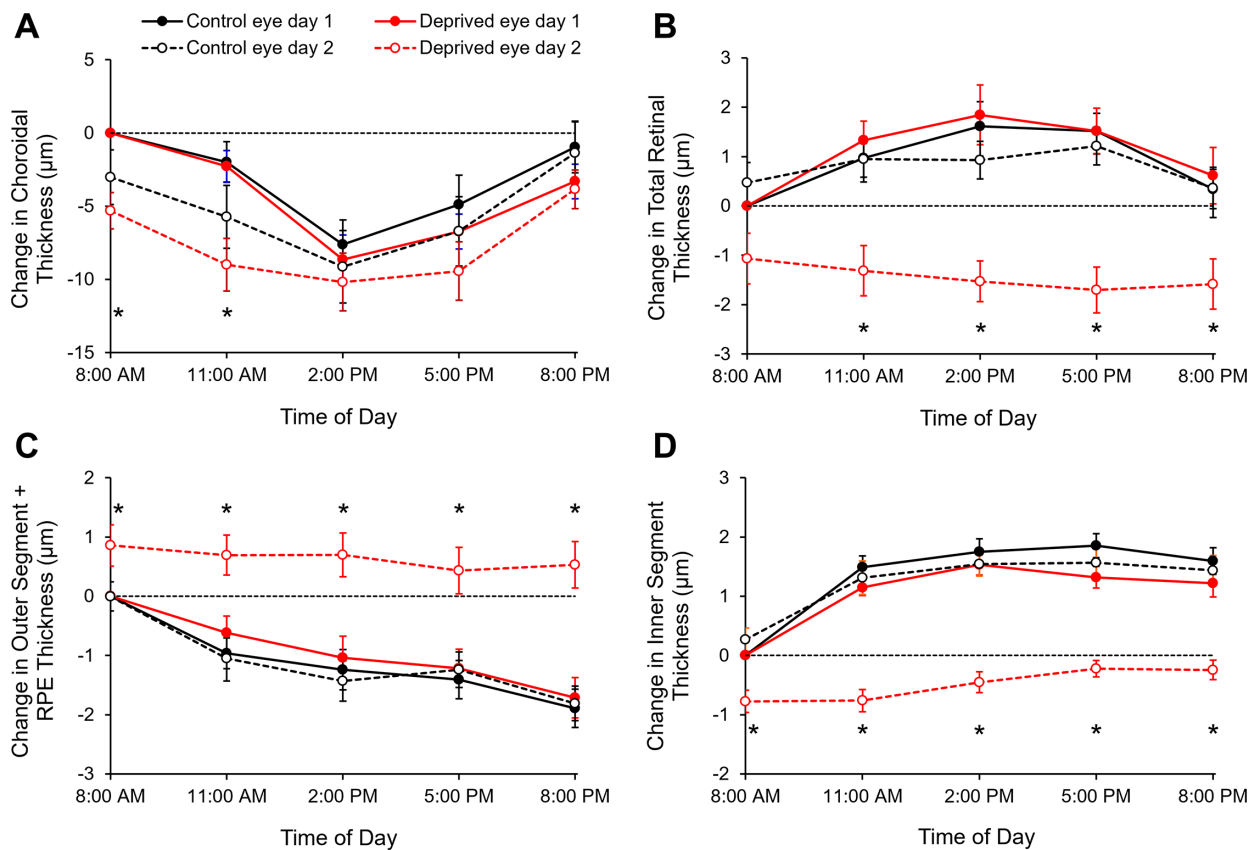 A
Control eye day 1
Deprived eye day 1
Control eye day 2
Deprived eye day 2
Change in Choroidal
Thickness (µm)
5
0
-5
-10
-15
* *
8:00 AM 11:00 AM 2:00 PM 5:00 PM 8:00 PM
Time of Day
B
Change in Total Retinal
Thickness (µm)
3
2
1
0
-1
-2
-3
* * * *
8:00 AM 11:00 AM 2:00 PM 5:00 PM 8:00 PM
Time of Day
C
Change in Outer Segment +
RPE Thickness (µm)
2
1
0
-1
-2
-3
* * * * *
8:00 AM 11:00 AM 2:00 PM 5:00 PM 8:00 PM
Time of Day
D
Change in Inner Segment
Thickness (µm)
3
2
1
0
-1
-2
* * * * *
8:00 AM 11:00 AM 2:00 PM 5:00 PM 8:00 PM
Time of Day